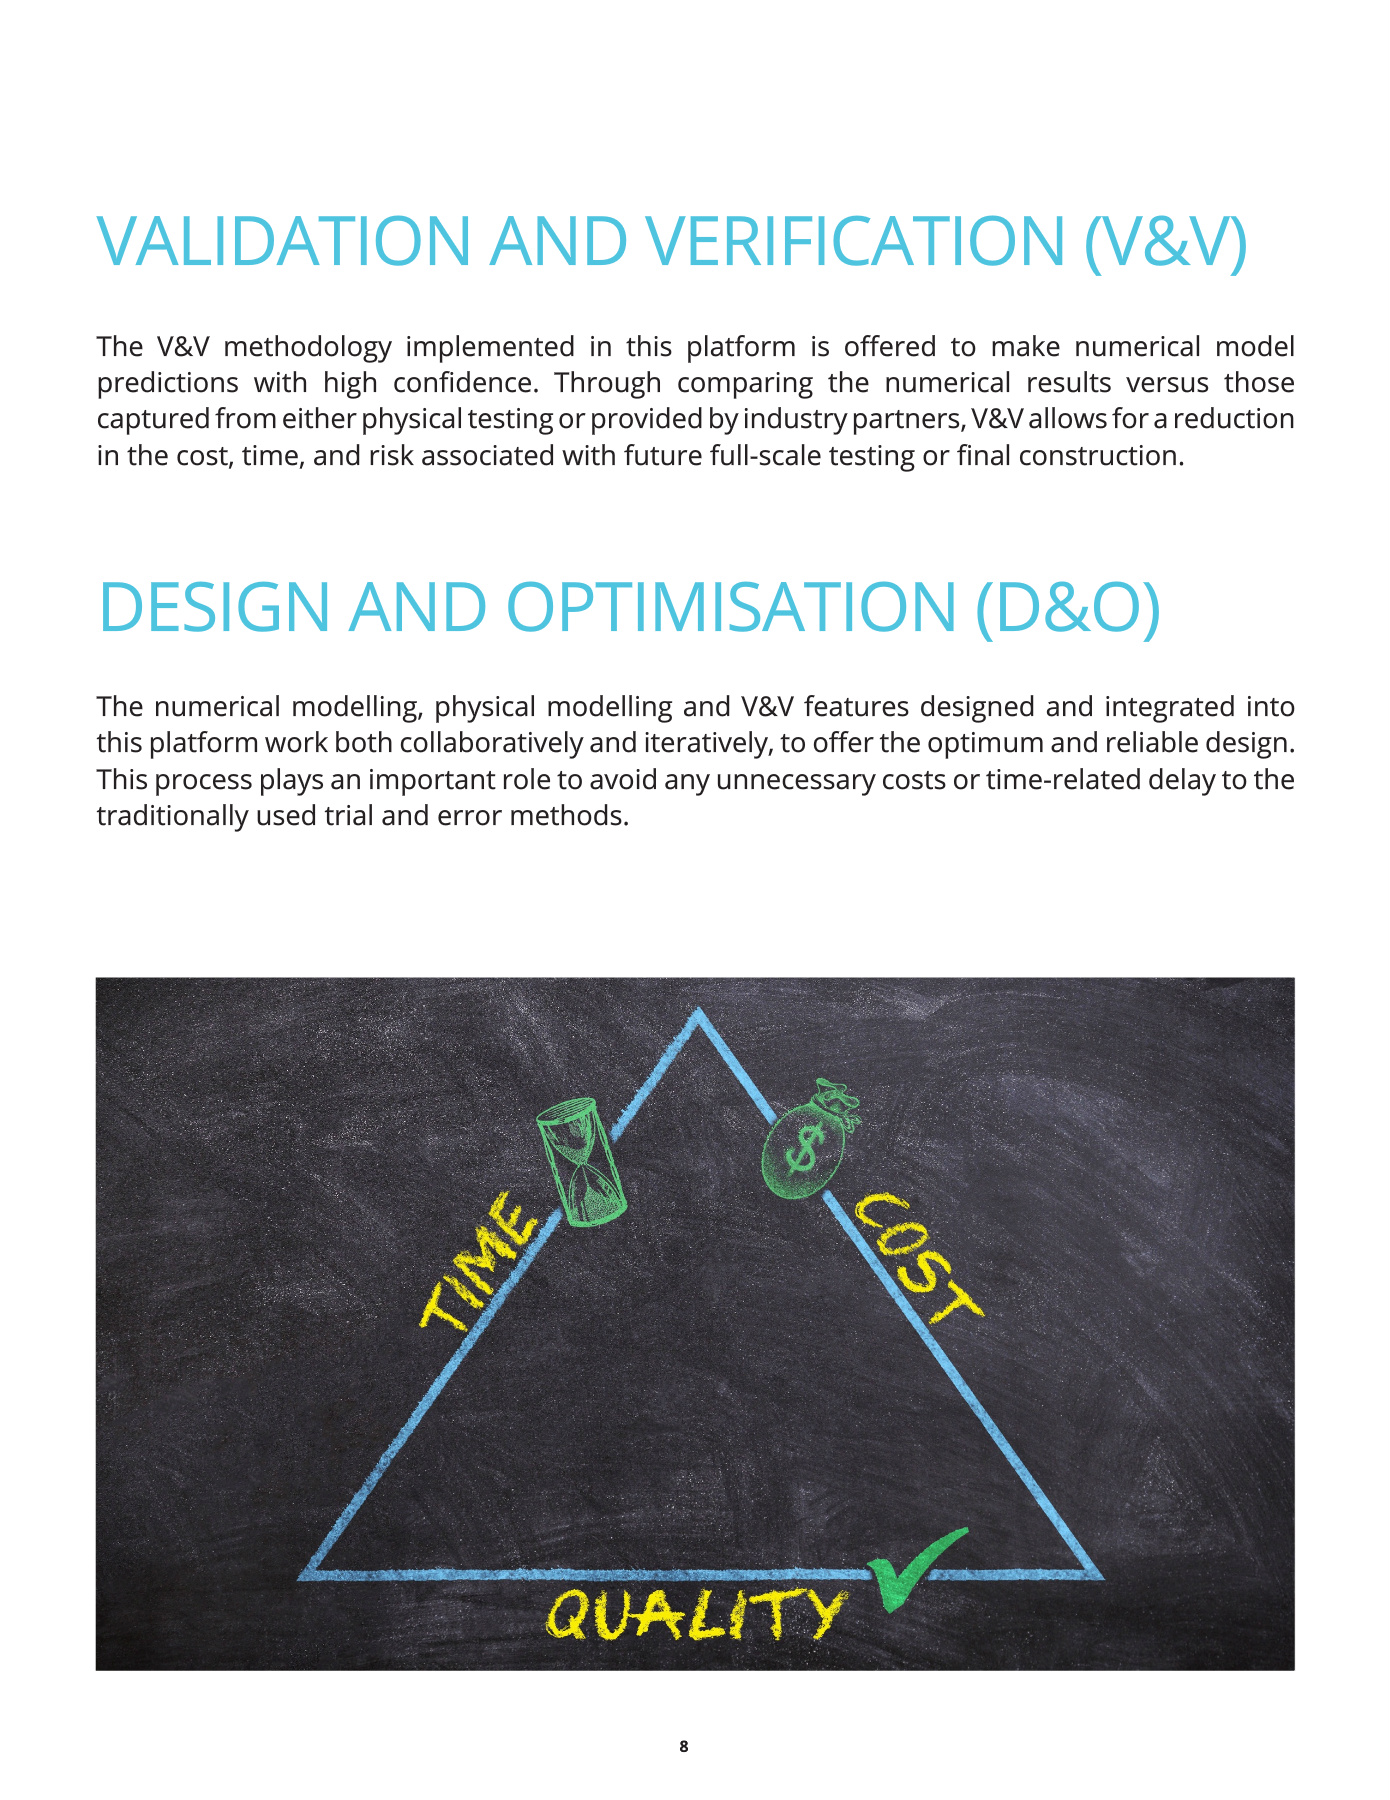 VALIDATION AND VERIFICATION (V&V)
The V&V methodology implemented in this platform is offered to make numerical model
predictions with high confidence. Through comparing the numerical results versus those
captured from either physical testing or provided by industry partners, V&V allows for a reduction
in the cost, time, and risk associated with future full-scale testing or final construction.
DESIGN AND OPTIMISATION (D&O)
The numerical modelling, physical modelling and V&V features designed and integrated into
this platform work both collaboratively and iteratively, to offer the optimum and reliable design.
This process plays an important role to avoid any unnecessary costs or time-related delay to the
traditionally used trial and error methods.
TIME
$
COST
QUALITY
8